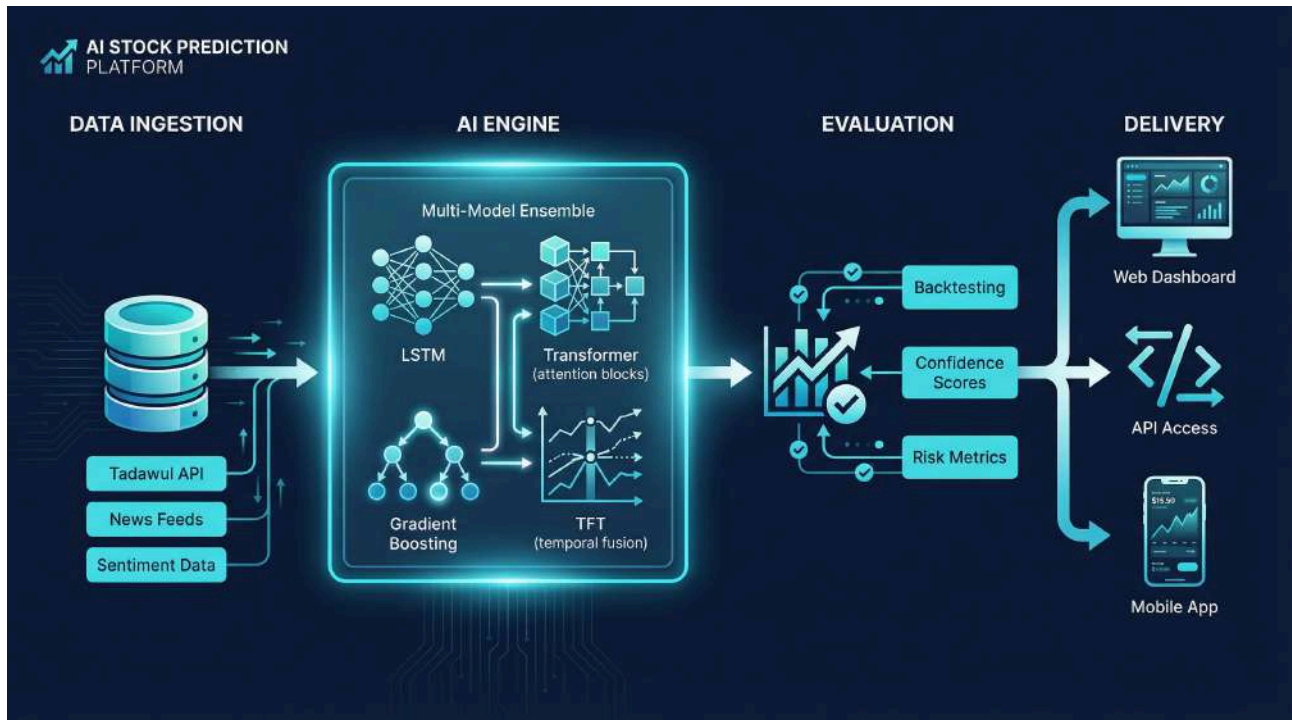 AI STOCK PREDICTION
PLATFORM
DATA INGESTION
AI ENGINE
EVALUATION
DELIVERY
Tadawul API
News Feeds
Sentiment Data
Multi-Model Ensemble
LSTM
Transformer
(attention blocks)
Gradient
Boosting
TFT
(temporal fusion)
Backtesting
Confidence
Scores
Risk Metrics
Web Dashboard
API Access
$15.50
Mobile App